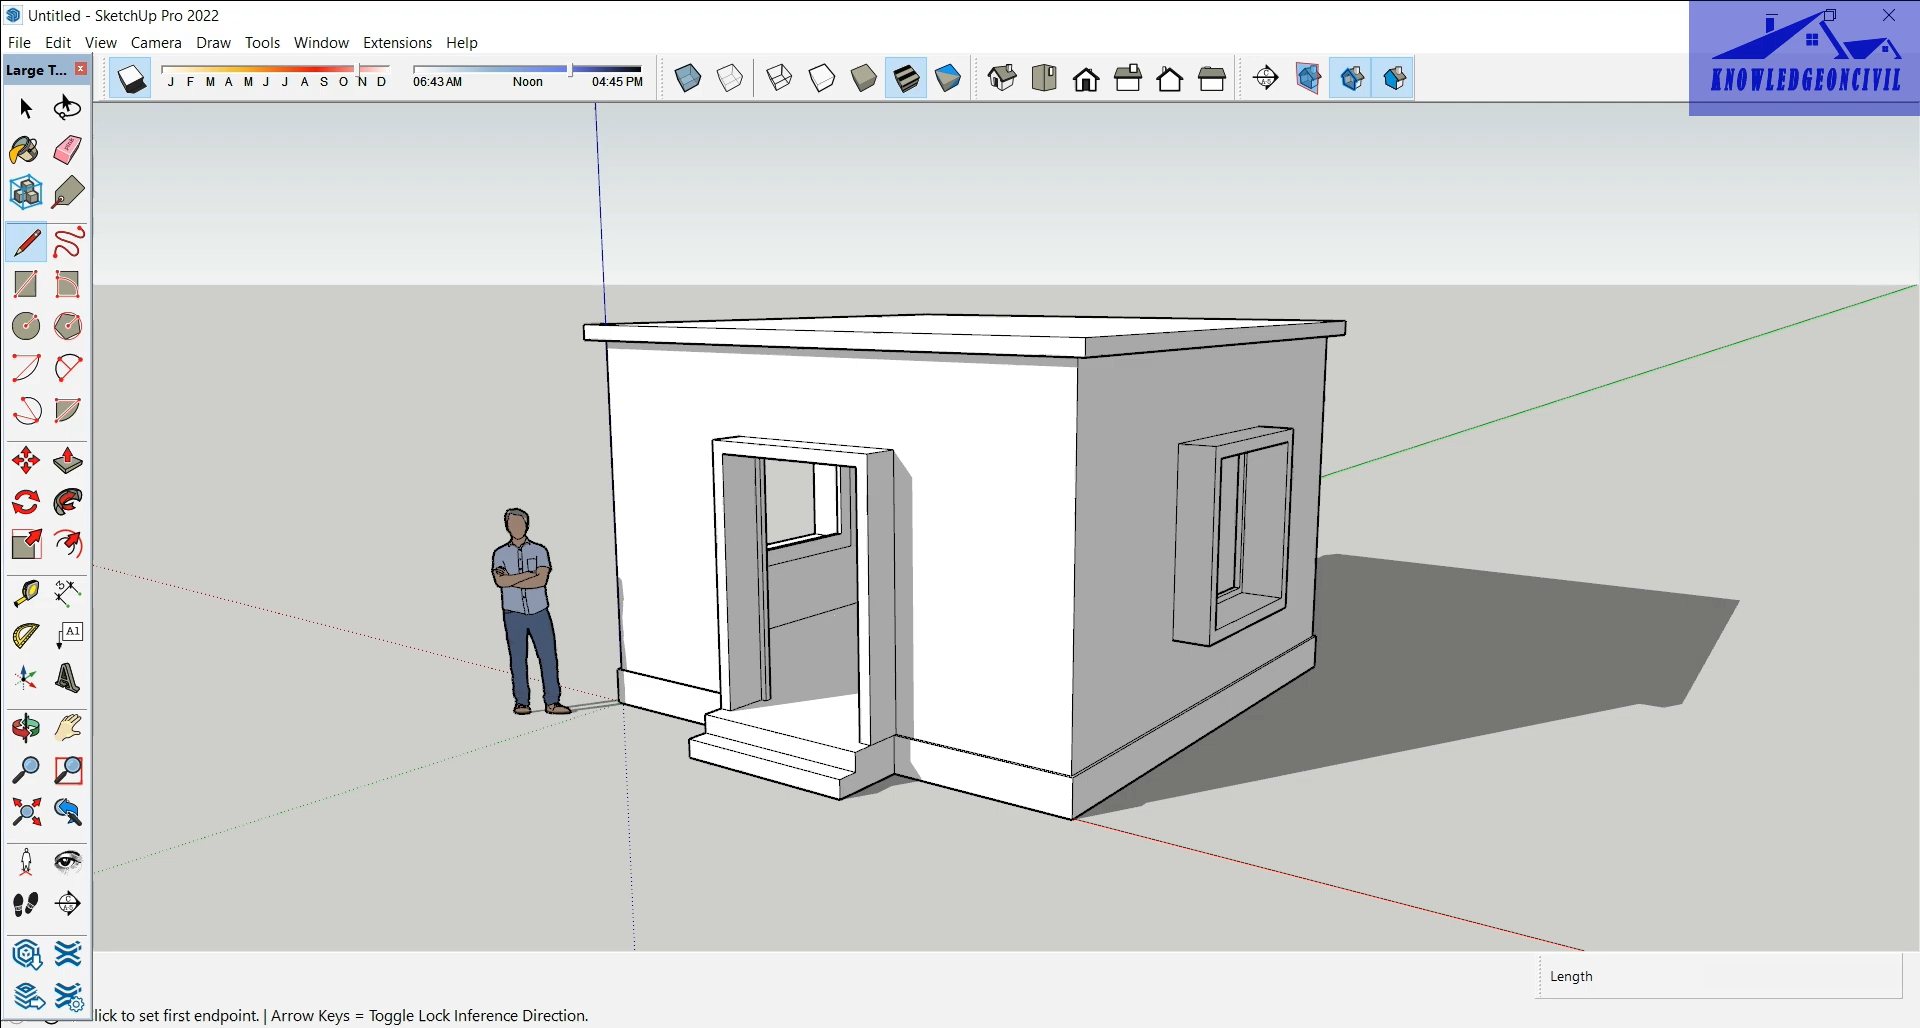 Untitled - SketchUp Pro 2022
File Edit View Camera Draw Tools Window Extensions Help
KNOWLEDGEONCIVIL
Large T...
J F M A M J J A S O N D
06:43 AM Noon 04:45 PM
A1
Length
lick to set first endpoint. | Arrow Keys = Toggle Lock Inference Direction.